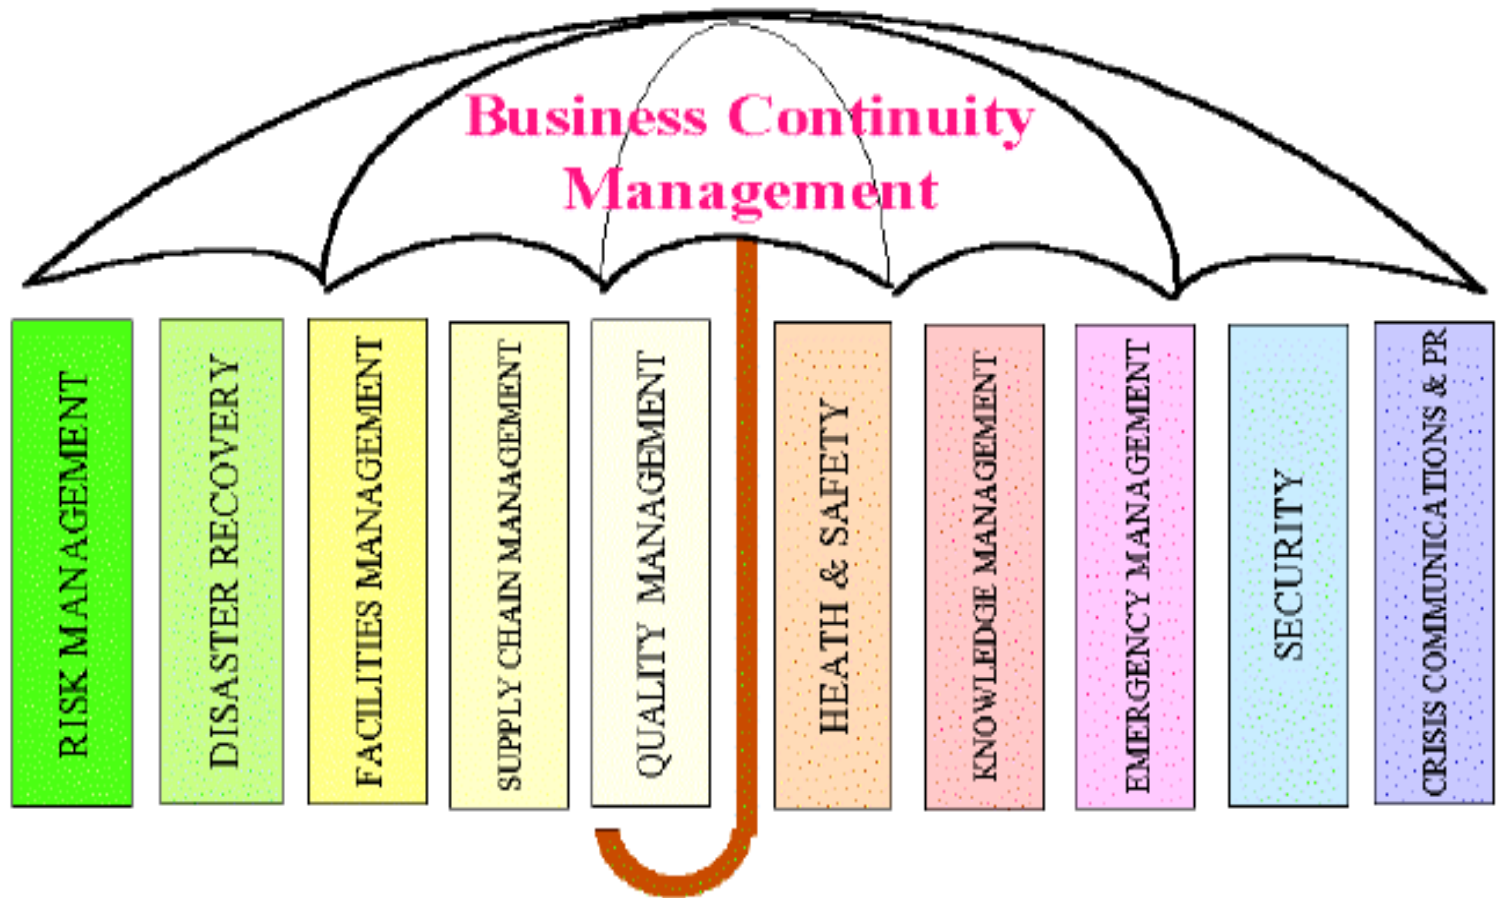 Business Continuity
Management
RISK MANAGEMENT
DISASTER RECOVERY
FACILITIES MANAGEMENT
SUPPLY CHAIN MANAGEMENT
QUALITY MANAGEMENT
HEATH & SAFETY
KNOWLEDGE MANAGEMENT
EMERGENCY MANAGEMENT
SECURITY
CRISIS COMMUNICATIONS & PR